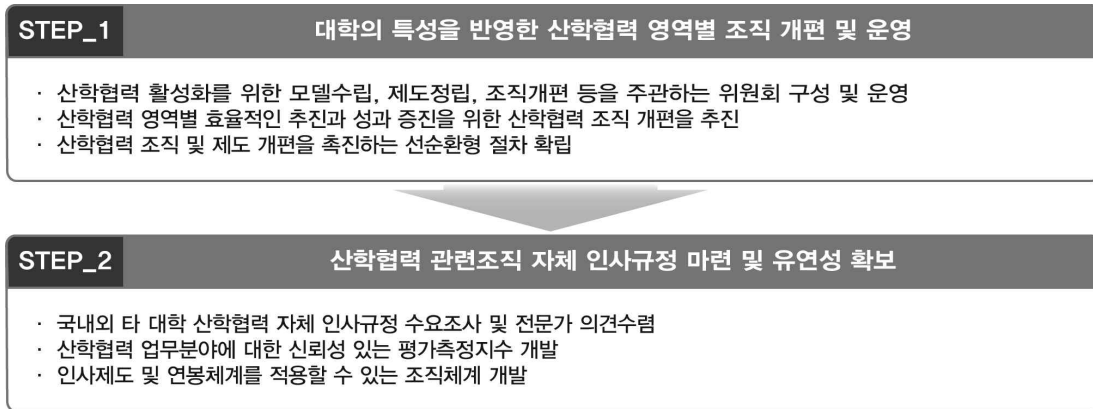 STEP_1 대학의 특성을 반영한 산학협력 영역별 조직 개편 및 운영
· 산학협력 활성화를 위한 모델수립, 제도정립, 조직개편 등을 주관하는 위원회 구성 및 운영
· 산학협력 영역별 효율적인 추진과 성과 증진을 위한 산학협력 조직 개편을 추진
· 산학협력 조직 및 제도 개편을 촉진하는 선순환형 절차 확립
STEP_2 산학협력 관련조직 자체 인사규정 마련 및 유연성 확보
· 국내외 타 대학 산학협력 자체 인사규정 수요조사 및 전문가 의견수렴
· 산학협력 업무분야에 대한 신뢰성 있는 평가측정지수 개발
· 인사제도 및 연봉체계를 적용할 수 있는 조직체계 개발